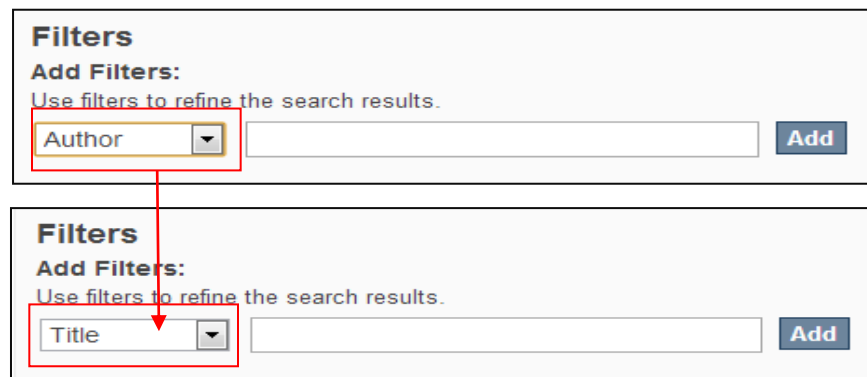 Filters
Add Filters:
Use filters to refine the search results.
Author Add
Filters
Add Filters:
Use filters to refine the search results.
Title Add